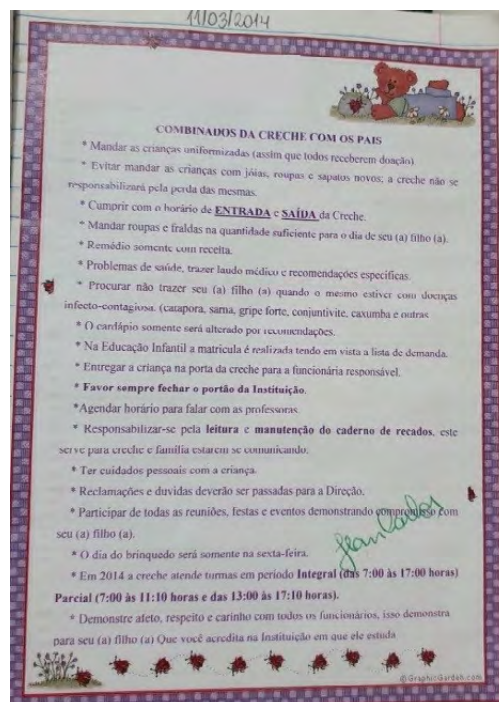 11/03/2014
COMBINADOS DA CRECHE COM OS PAIS
* Mandar as crianças uniformizadas (assim que todos receberem doação)
* Evitar mandar as crianças com jóias, roupas e sapatos novos, a creche não se
responsabilizará pela perda das mesmas.
* Cumprir com o horário de ENTRADA e SAÍDA da Creche.
* Mandar roupas e fraldas na quantidade suficiente para o dia de seu (a) filho (a).
* Remédio somente com receita.
* Problemas de saúde, trazer laudo médico e recomendações especificas.
* Procurar não trazer seu (a) filho (a) quando o mesmo estiver com doenças
infecto-contagiosa. (catapora, sarna, gripe forte, conjuntivite, caxumba e outras
* O cardápio somente será alterado por recomendações.
* Na Educação Infantil a matricula é realizada tendo em vista a lista de demanda.
* Entregar a criança na porta da creche para a funcionária responsável.
* Favor sempre fechar o portão da Instituição.
*Agendar horário para falar com as professoras.
* Responsabilizar-se pela leitura e manutenção do caderno de recados, este
serve para creche e família estarem se comunicando.
* Ter cuidados pessoais com a criança.
* Reclamações e duvidas deverão ser passadas para a Direção.
* Participar de todas as reuniões, festas e eventos demonstrando compromisso com
seu (a) filho (a).
Jean Carlos
* O dia do brinquedo será somente na sexta-feira.
* Em 2014 a creche atende turmas em período Integral (das 7:00 às 17:00 horas)
Parcial (7:00 às 11:10 horas e das 13:00 às 17:10 horas).
* Demonstre afeto, respeito e carinho com todos os funcionários, isso demonstra
para seu (a) filho (a) Que você acredita na Instituição em que ele estuda
© GraphicGarden.com